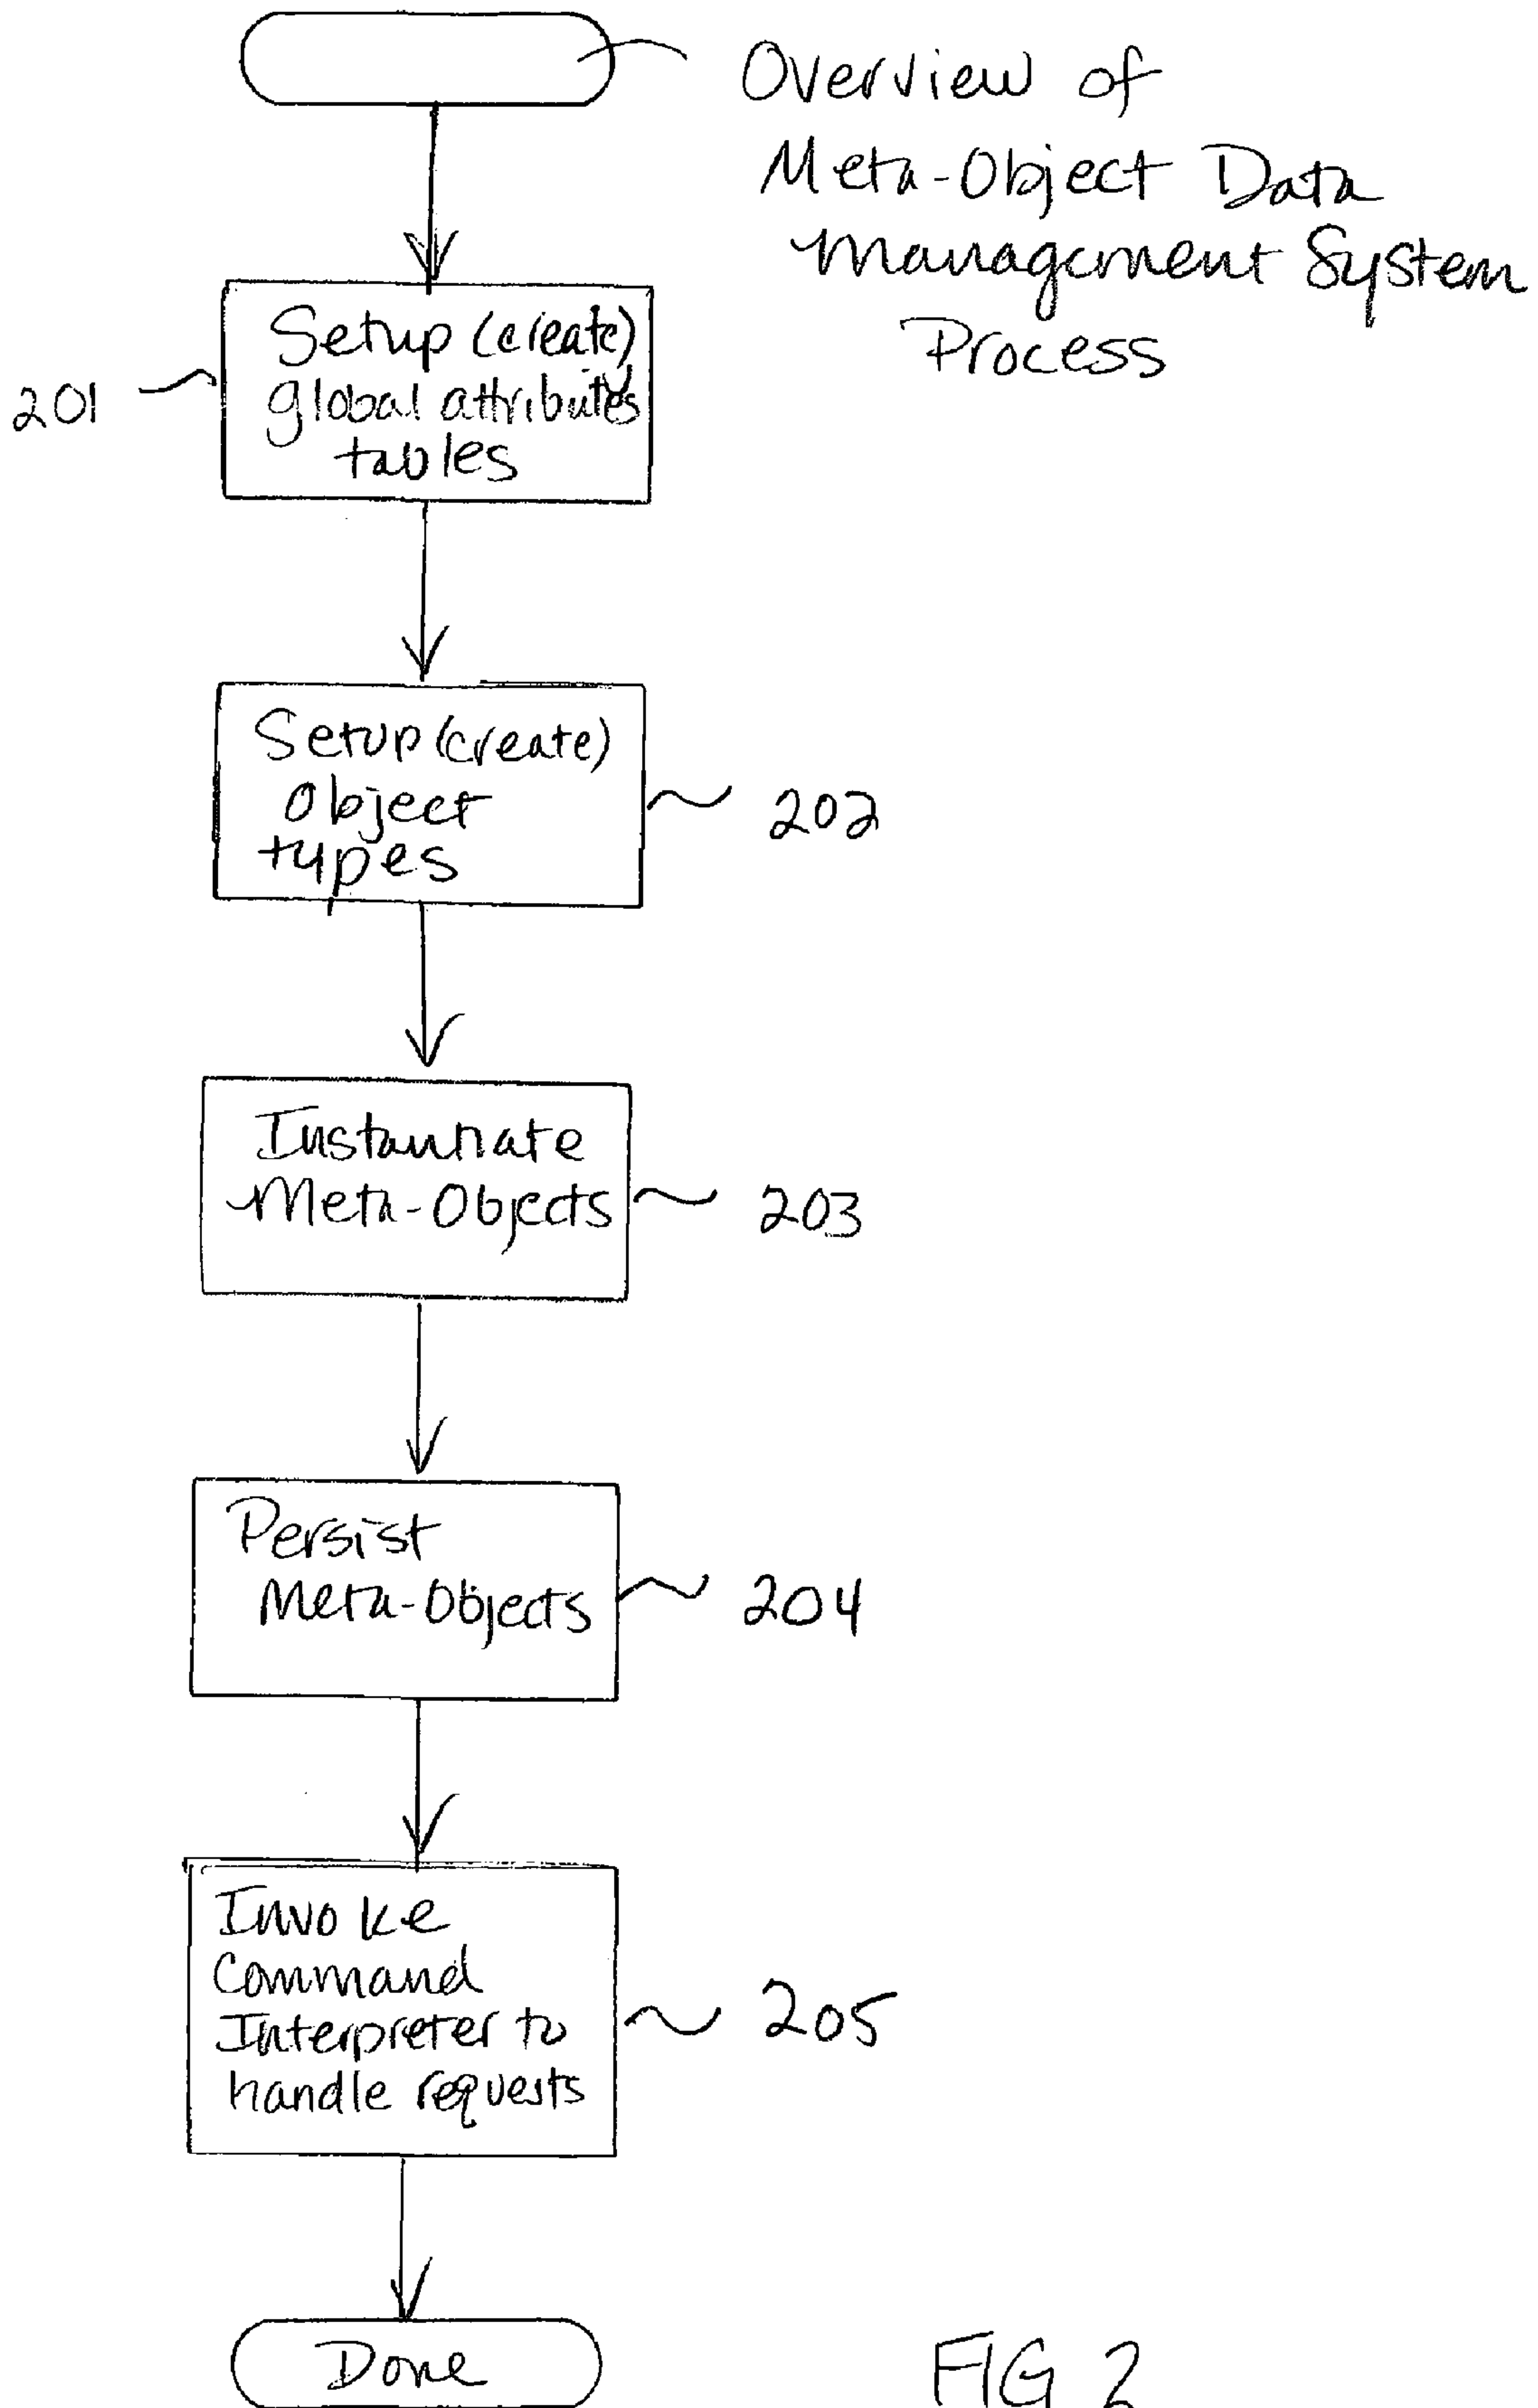 Overview of
Meta-Object Data
Management System
Process
Setup (create)
global attributes
tables
201
Setup (create)
Object
types
202
Instantiate
Meta-Objects
203
Persist
Meta-Objects
204
Invoke
Command
Interpreter to
handle requests
205
Done
FIG 2